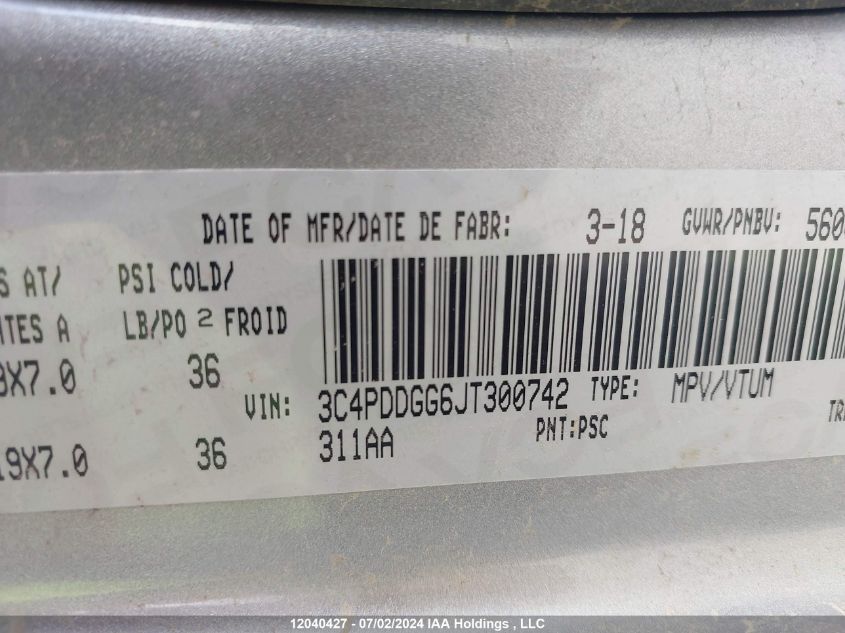 DATE OF MFR/DATE DE FABR: 3-18 GVWR/PNBV: 560
S AT/ PSI COLD/
ITES A LB/PO 2 FROID
X7.0 36
VIN: 3C4PDDGG6JT300742 TYPE: MPV/VTUM
311AA PNT:PSC TR
19X7.0 36
12040427 - 07/02/2024 IAA Holdings , LLC